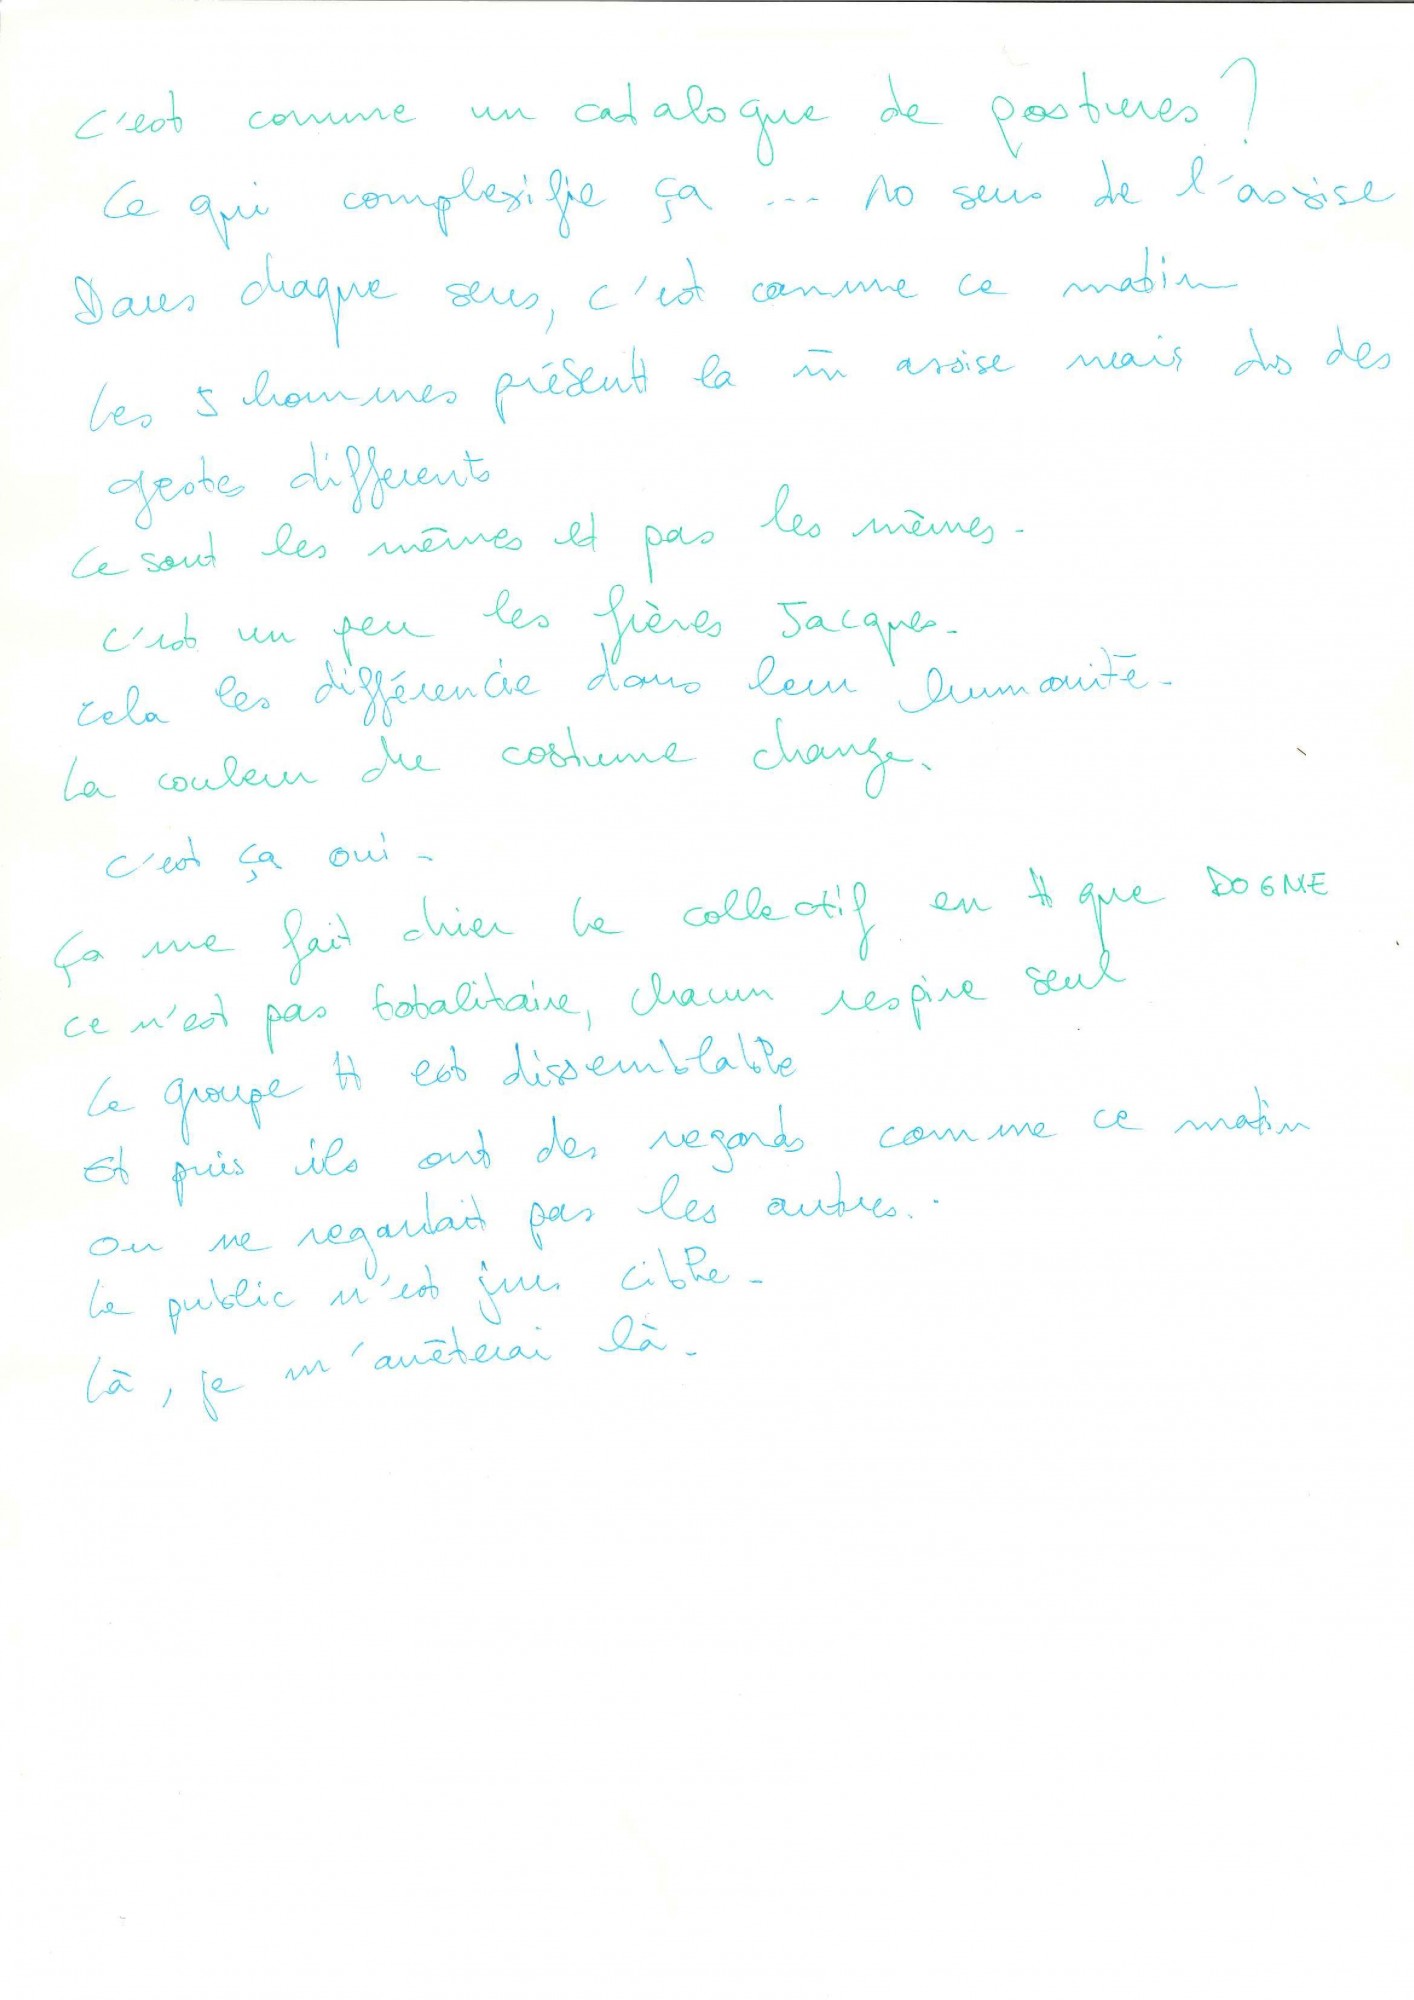 C'est comme un catalogue de postures ?
Ce qui complexifie ça ... 10 sens de l'assise
Dans chaque sens, c'est comme ce matin
Les 5 hommes présentt la m̄ assise mais ds des
gestes différents
Ce sont les mêmes et pas les mêmes -
C'est un peu les frères Jacques -
cela les différencie dans leur humanité -
La couleur du costume change.
C'est ça oui -
Ça me fait chier le collectif en tt que DOGME
ce n'est pas totalitaire, chacun respire seul
Le groupe tt est dissemblable
Et puis ils ont des regards comme ce matin
on ne regardait pas les autres..
Le public n'est jms cible -
Là, je m'arrêterai là -